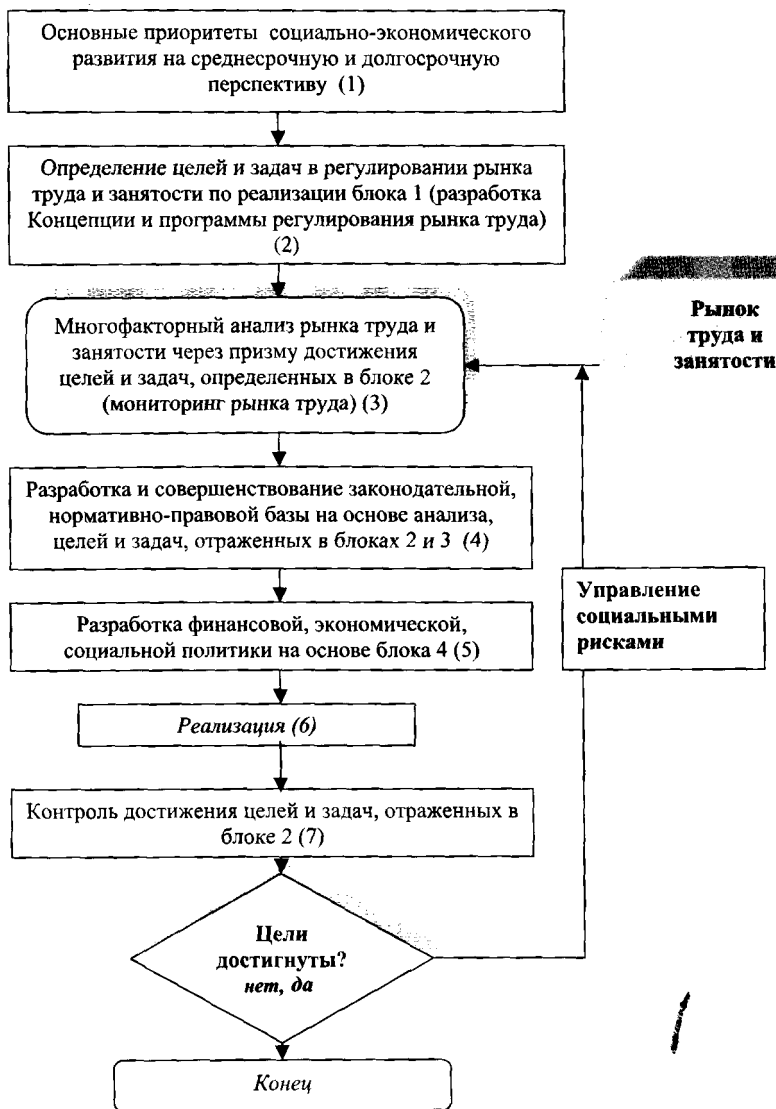 Основные приоритеты социально-экономического
развития на среднесрочную и долгосрочную
перспективу (1)
Определение целей и задач в регулировании рынка
труда и занятости по реализации блока 1 (разработка
Концепции и программы регулирования рынка труда)
(2)
Многофакторный анализ рынка труда и
занятости через призму достижения
целей и задач, определенных в блоке 2
(мониторинг рынка труда) (3)
Рынок
труда и
занятости
Разработка и совершенствование законодательной,
нормативно-правовой базы на основе анализа,
целей и задач, отраженных в блоках 2 и 3 (4)
Управление
социальными
рисками
Разработка финансовой, экономической,
социальной политики на основе блока 4 (5)
Реализация (6)
Контроль достижения целей и задач, отраженных в
блоке 2 (7)
Цели
достигнуты?
нет, да
Конец